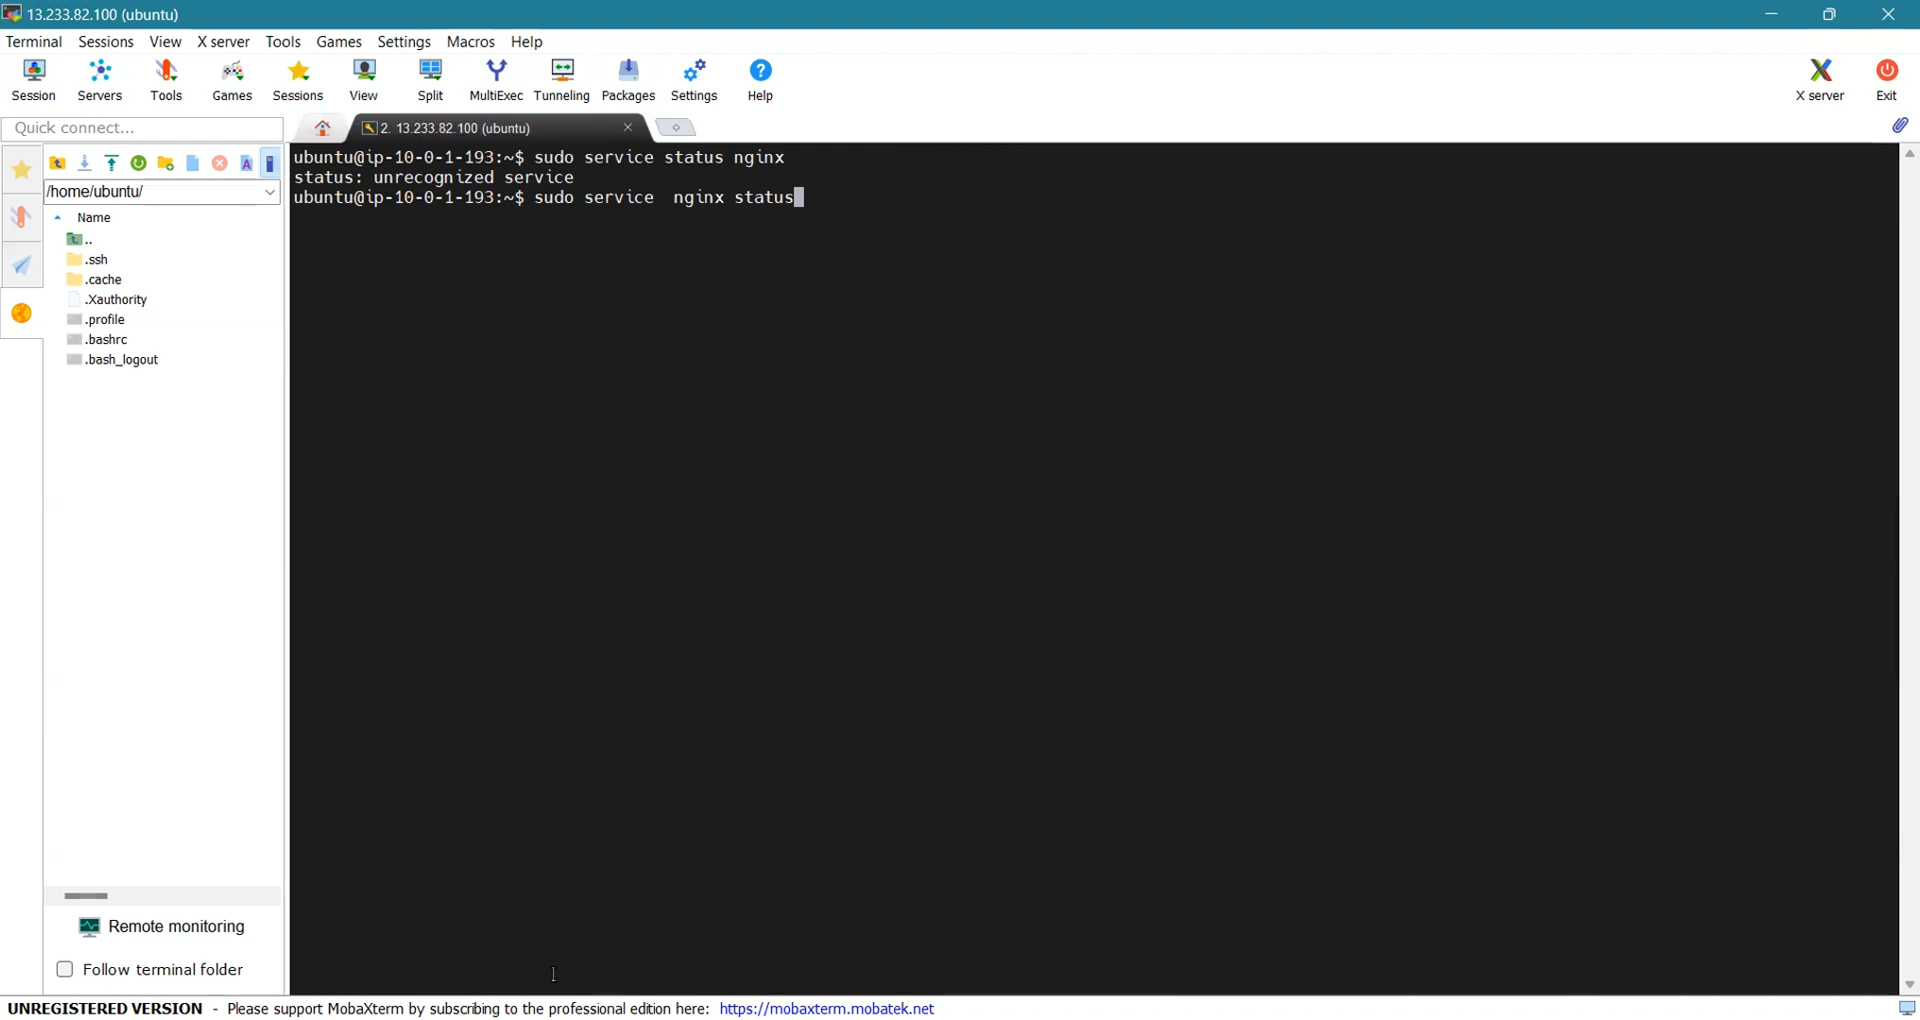 13.233.82.100 (ubuntu)
Terminal Sessions View X server Tools Games Settings Macros Help
Session Servers Tools Games Sessions View Split MultiExec Tunneling Packages Settings Help X server Exit
Quick connect...
2. 13.233.82.100 (ubuntu)
/home/ubuntu/
Name
..
.ssh
.cache
.Xauthority
.profile
.bashrc
.bash_logout
ubuntu@ip-10-0-1-193:~$ sudo service status nginx
status: unrecognized service
ubuntu@ip-10-0-1-193:~$ sudo service  nginx status
Remote monitoring
Follow terminal folder
UNREGISTERED VERSION - Please support MobaXterm by subscribing to the professional edition here: https://mobaxterm.mobatek.net